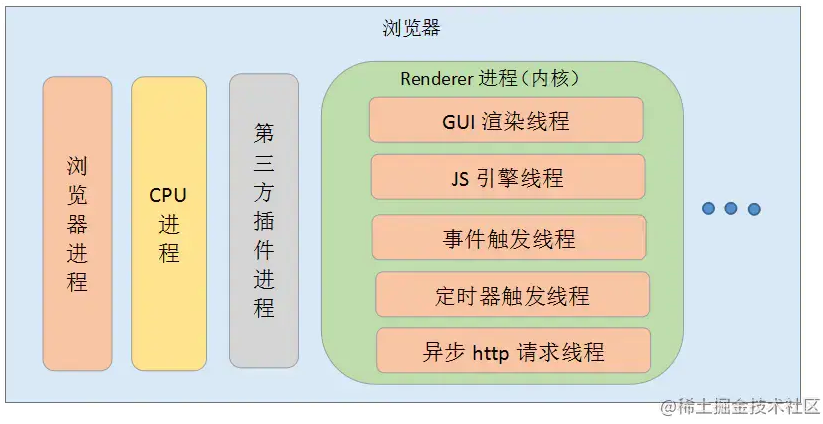 浏览器
浏览器进程
CPU
进程
第三方插件进程
Renderer 进程（内核）
GUI 渲染线程
JS 引擎线程
事件触发线程
定时器触发线程
异步 http 请求线程
@稀土掘金技术社区